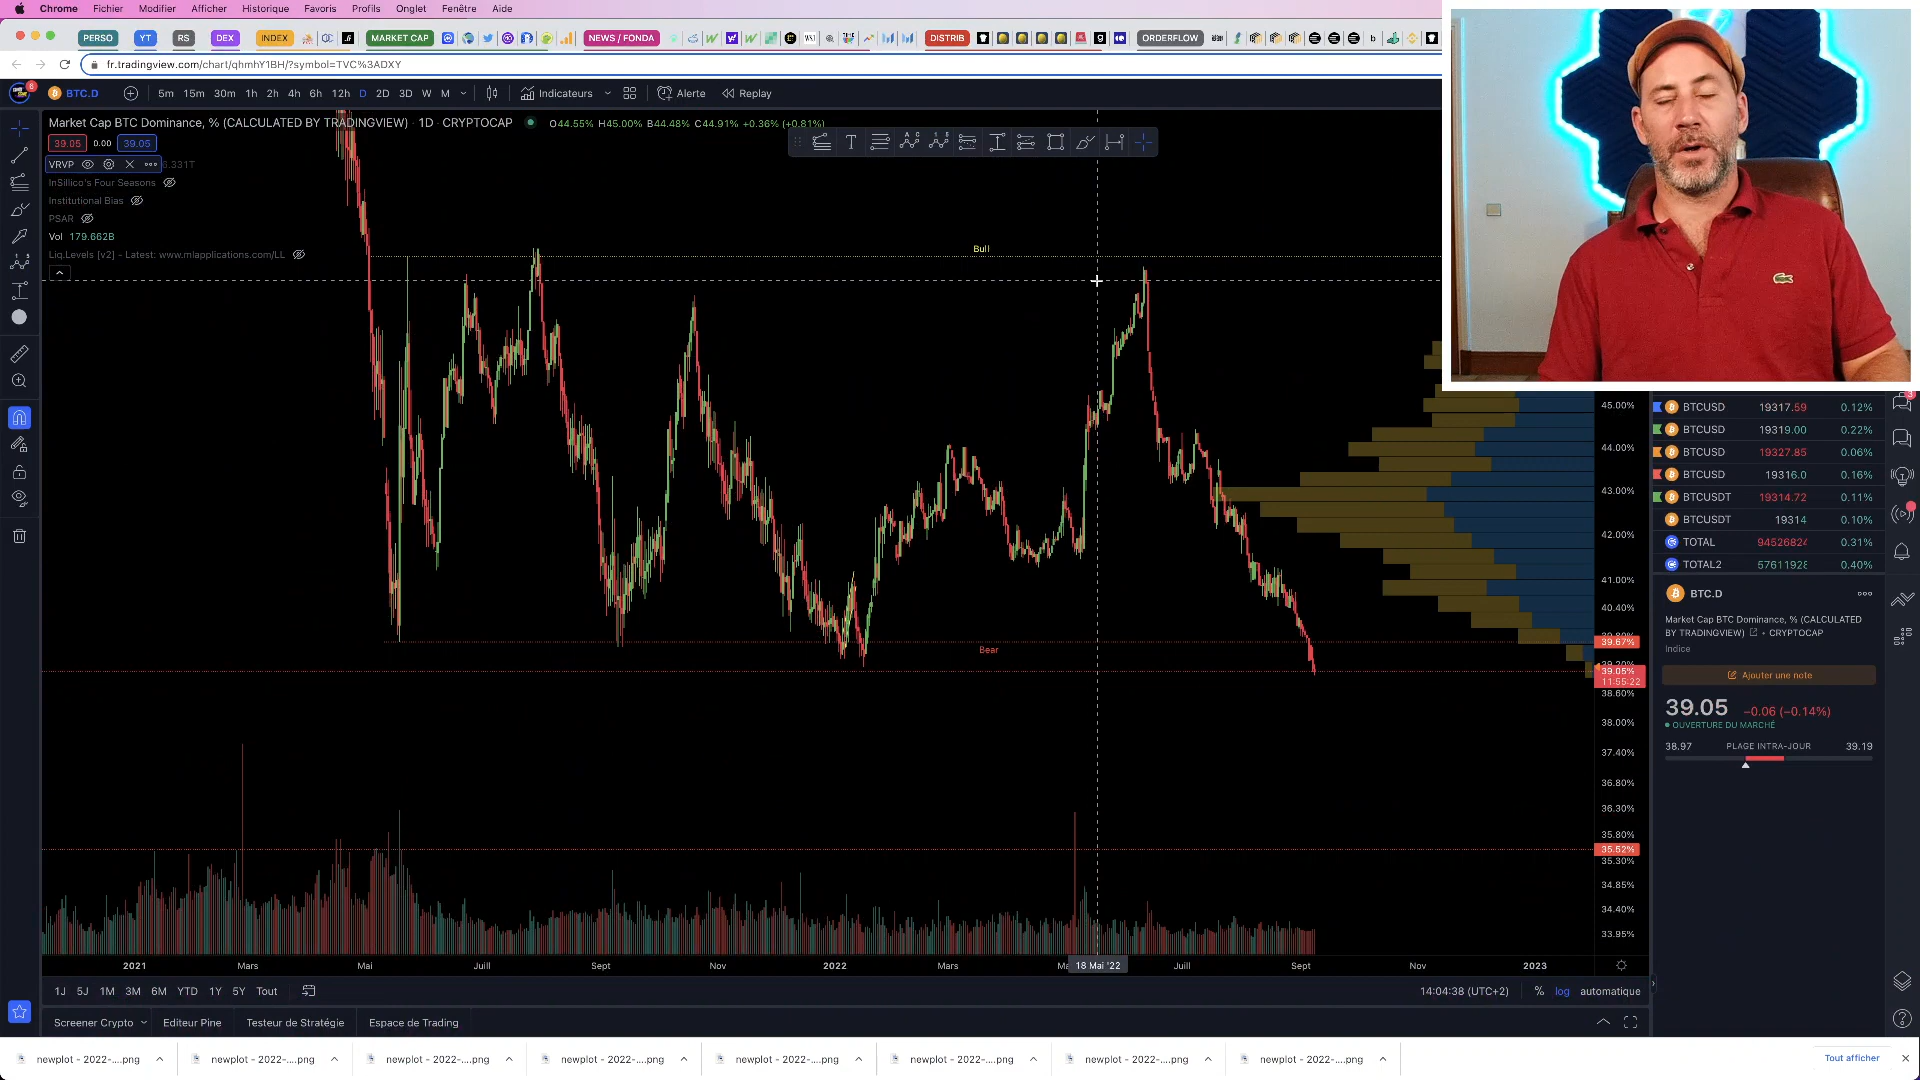 Chrome Fichier Modifier Afficher Historique Favoris Profils Onglet Fenêtre Aide
PERSO YT RS DEX INDEX MARKET CAP NEWS / FONDA DISTRIB ORDERFLOW
fr.tradingview.com/chart/qhmhY1BH/?symbol=TVC%3ADXY
8 BTC.D 5m 15m 30m 1h 2h 4h 6h 12h D 2D 3D W M Indicateurs Alerte Replay
Market Cap BTC Dominance, % (CALCULATED BY TRADINGVIEW) 1D CRYPTOCAP O44.55% H45.00% B44.48% C44.91% +0.36% (+0.81%)
39.05 0.00 39.05
VRVP
InSillico's Four Seasons
Institutional Bias
PSAR
Vol 179.662B
Liq.Levels [v2] - Latest: www.mlapplications.com/LL
Bull
Bear
45.00%
44.00%
43.00%
42.00%
41.00%
40.40%
39.67%
39.05%
11:55:22
38.60%
38.00%
37.40%
36.80%
36.30%
35.80%
35.52%
35.30%
34.85%
34.40%
33.95%
BTCUSD 19317.59 0.12%
BTCUSD 19319.00 0.22%
BTCUSD 19327.85 0.06%
BTCUSD 19316.0 0.16%
BTCUSDT 19314.72 0.11%
BTCUSDT 19314 0.10%
TOTAL 94526824 0.31%
TOTAL2 57611928 0.40%
BTC.D
Market Cap BTC Dominance, % (CALCULATED
BY TRADINGVIEW) • CRYPTOCAP
Indice
Ajouter une note
39.05 −0.06 (−0.14%)
OUVERTURE DU MARCHÉ
38.97 PLAGE INTRA-JOUR 39.19
2021 Mars Mai Juill Sept Nov 2022 Mars 18 Mai '22 Juill Sept Nov 2023
1J 5J 1M 3M 6M YTD 1Y 5Y Tout 14:04:38 (UTC+2) % log automatique
Screener Crypto Editeur Pine Testeur de Stratégie Espace de Trading
newplot - 2022-....png newplot - 2022-....png newplot - 2022-....png newplot - 2022-....png newplot - 2022-....png newplot - 2022-....png newplot - 2022-....png newplot - 2022-....png Tout afficher